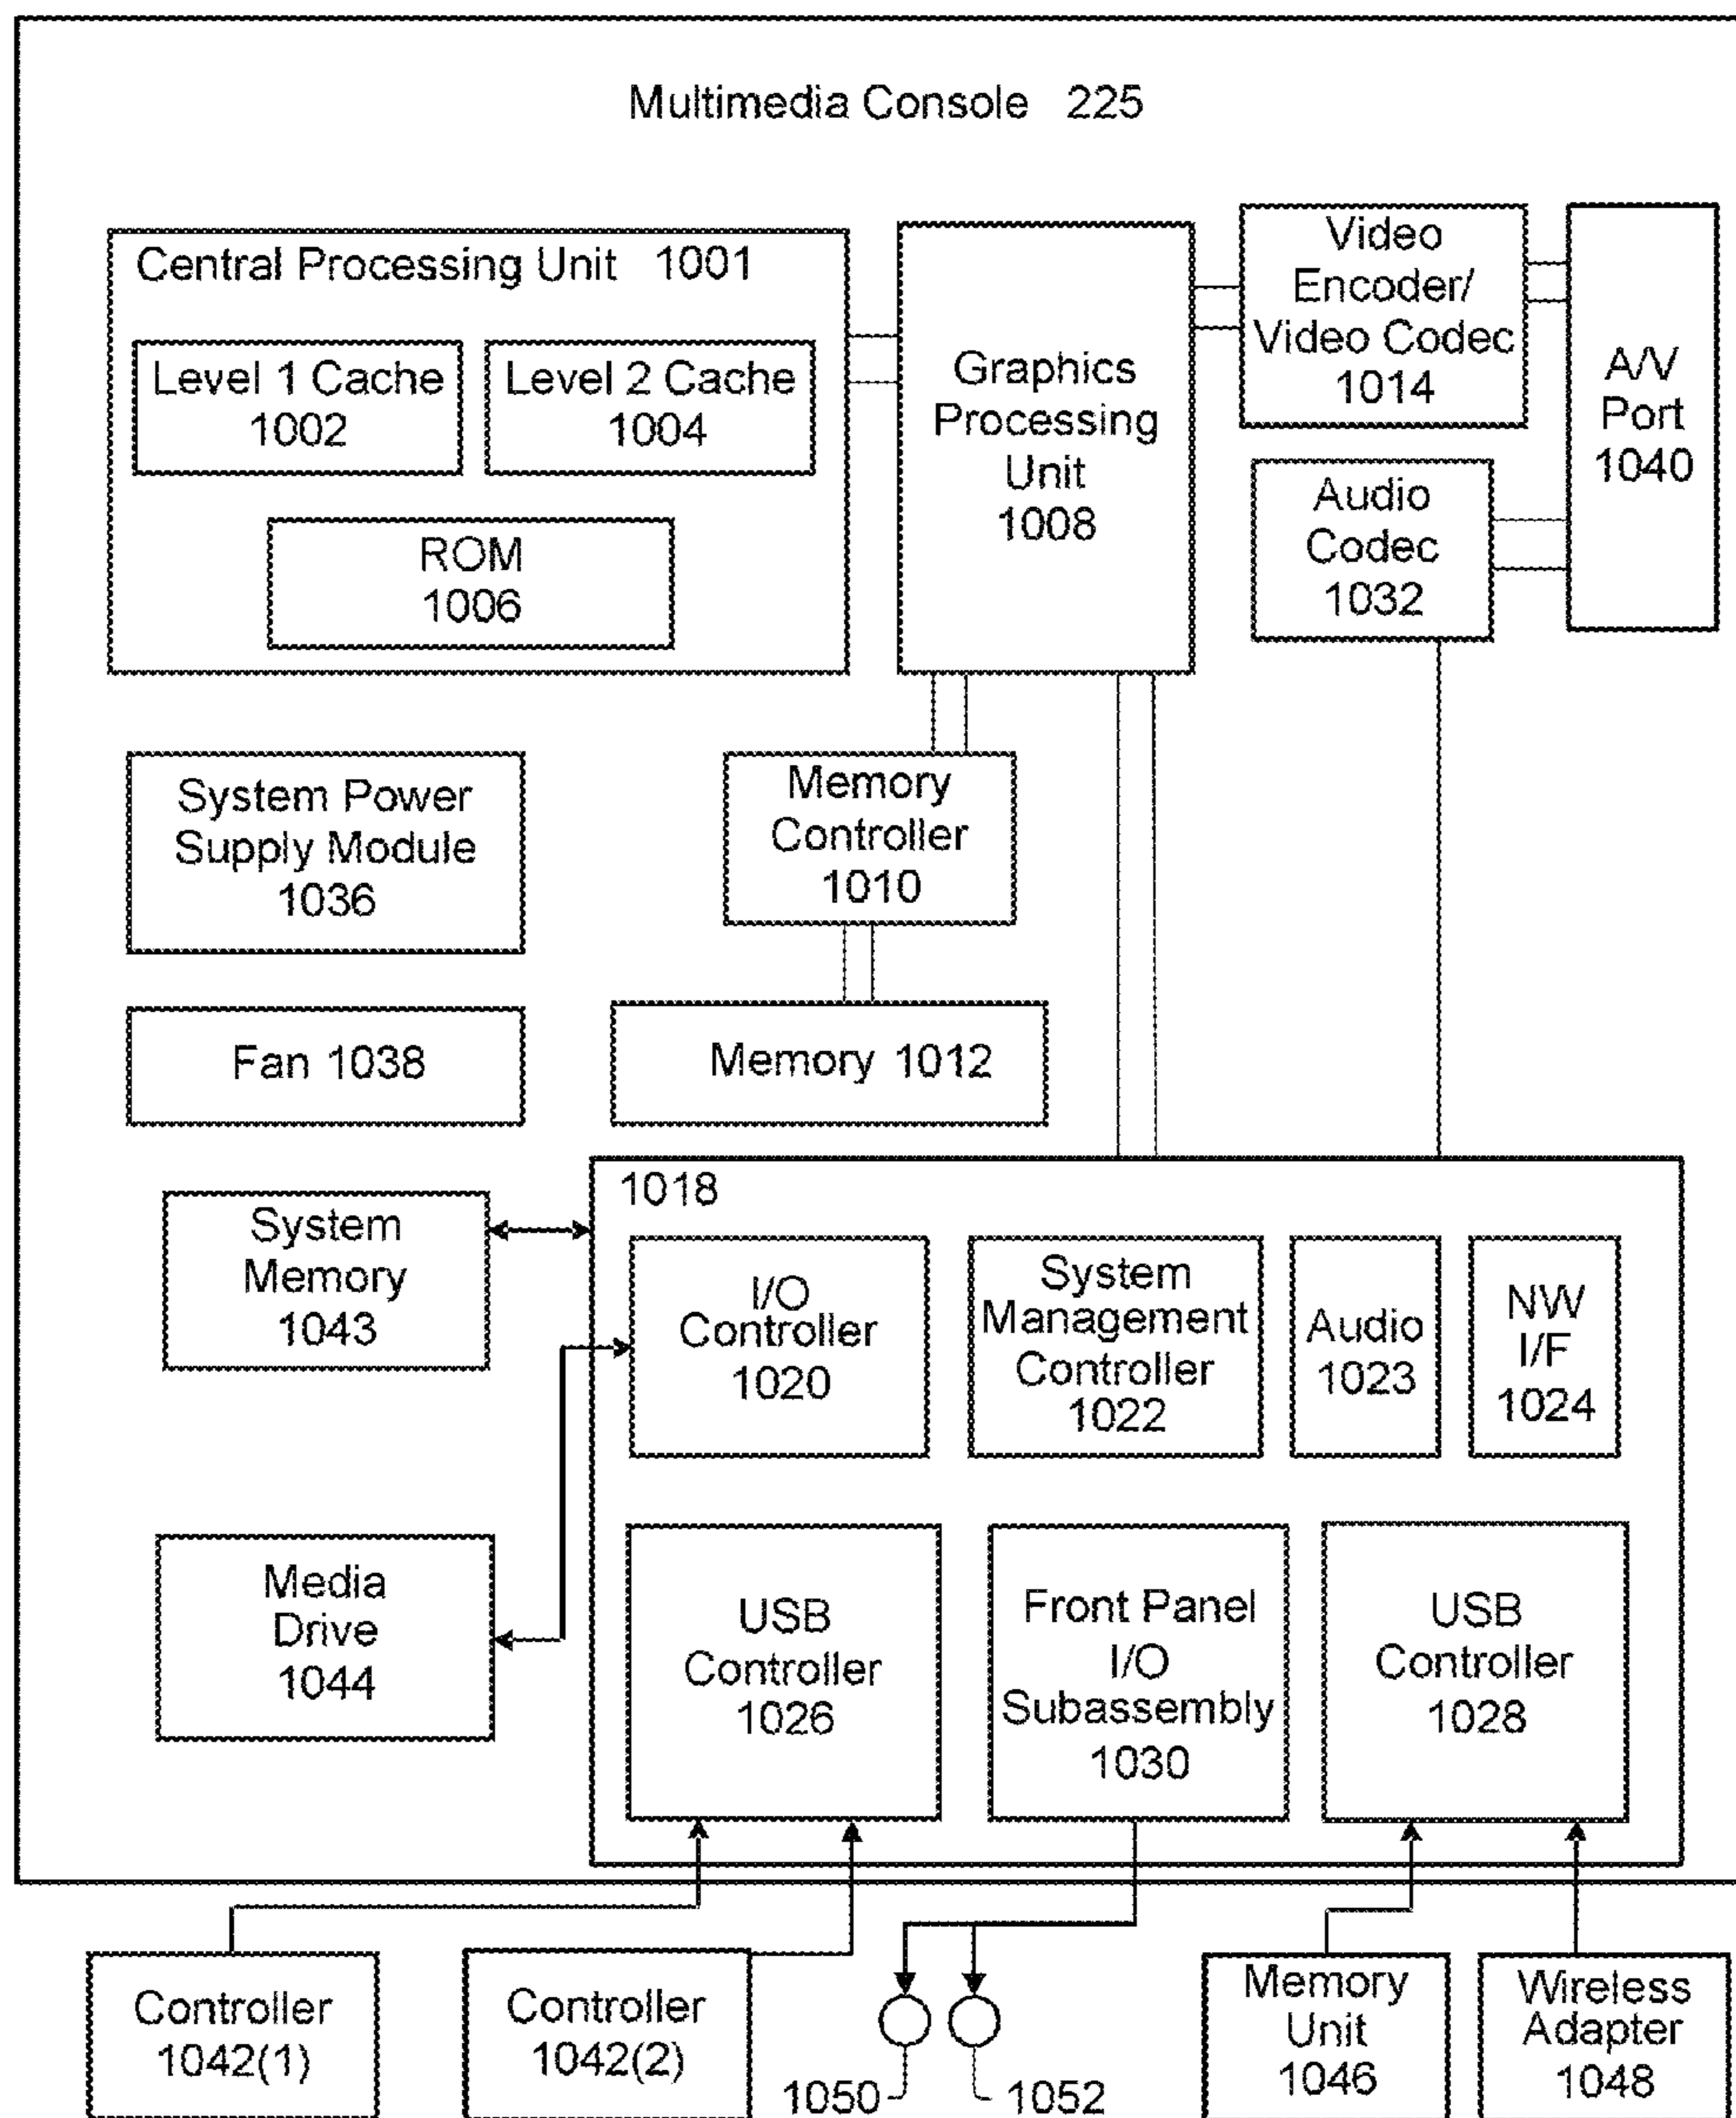 Multimedia Console 225
Central Processing Unit 1001
Level 1 Cache
1002
Level 2 Cache
1004
ROM
1006
Graphics
Processing
Unit
1008
Video
Encoder/
Video Codec
1014
A/V
Port
1040
Audio
Codec
1032
System Power
Supply Module
1036
Memory
Controller
1010
Fan 1038
Memory 1012
System
Memory
1043
1018
I/O
Controller
1020
System
Management
Controller
1022
Audio
1023
NW
I/F
1024
Media
Drive
1044
USB
Controller
1026
Front Panel
I/O
Subassembly
1030
USB
Controller
1028
Controller
1042(1)
Controller
1042(2)
1050
1052
Memory
Unit
1046
Wireless
Adapter
1048